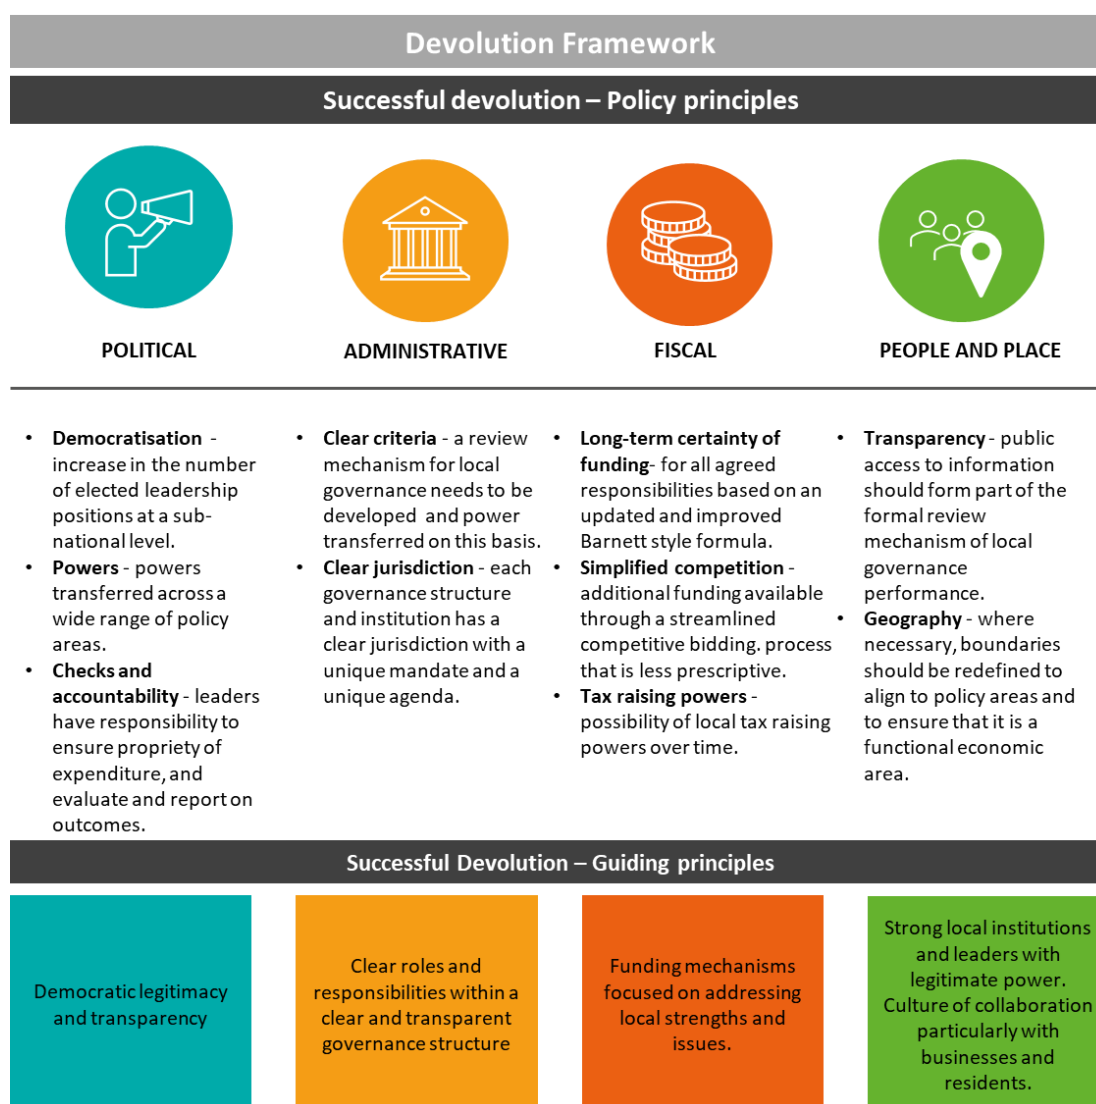 Devolution Framework
Successful devolution – Policy principles
POLITICAL
ADMINISTRATIVE
FISCAL
PEOPLE AND PLACE
• Democratisation -
increase in the number
of elected leadership
positions at a sub-
national level.
• Powers - powers
transferred across a
wide range of policy
areas.
• Checks and
accountability - leaders
have responsibility to
ensure propriety of
expenditure, and
evaluate and report on
outcomes.
• Clear criteria - a review
mechanism for local
governance needs to be
developed and power
transferred on this basis.
• Clear jurisdiction - each
governance structure
and institution has a
clear jurisdiction with a
unique mandate and a
unique agenda.
• Long-term certainty of
funding- for all agreed
responsibilities based on an
updated and improved
Barnett style formula.
• Simplified competition -
additional funding available
through a streamlined
competitive bidding. process
that is less prescriptive.
• Tax raising powers -
possibility of local tax raising
powers over time.
• Transparency - public
access to information
should form part of the
formal review
mechanism of local
governance
performance.
• Geography - where
necessary, boundaries
should be redefined to
align to policy areas and
to ensure that it is a
functional economic
area.
Successful Devolution – Guiding principles
Democratic legitimacy
and transparency
Clear roles and
responsibilities within a
clear and transparent
governance structure
Funding mechanisms
focused on addressing
local strengths and
issues.
Strong local institutions
and leaders with
legitimate power.
Culture of collaboration
particularly with
businesses and
residents.